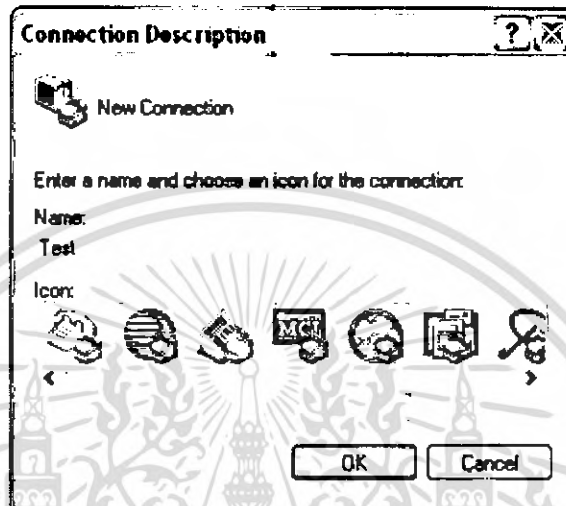 Connection Description
New Connection
Enter a name and choose an icon for the connection:
Name:
Test
Icon:
MCI
OK
Cancel